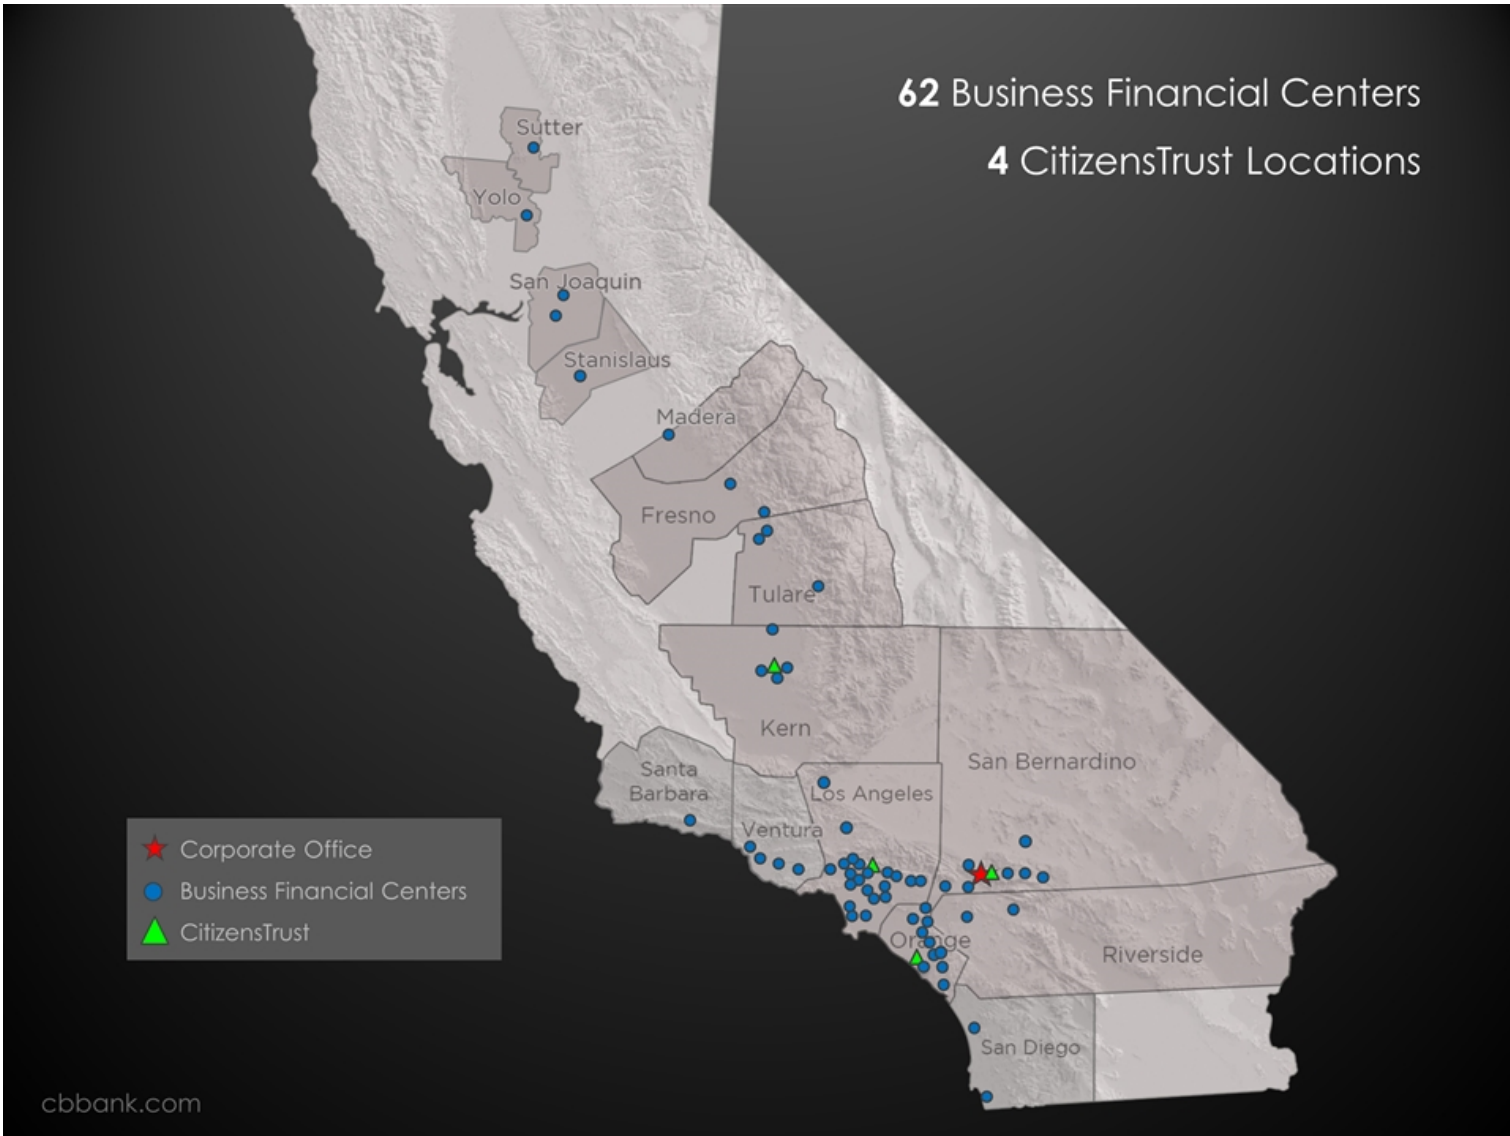 62 Business Financial Centers
4 CitizensTrust Locations
Sutter
Yolo
San Joaquin
Stanislaus
Madera
Fresno
Tulare
Kern
San Bernardino
Santa
Barbara
Los Angeles
Ventura
Orange
Riverside
San Diego
Corporate Office
Business Financial Centers
CitizensTrust
cbbank.com